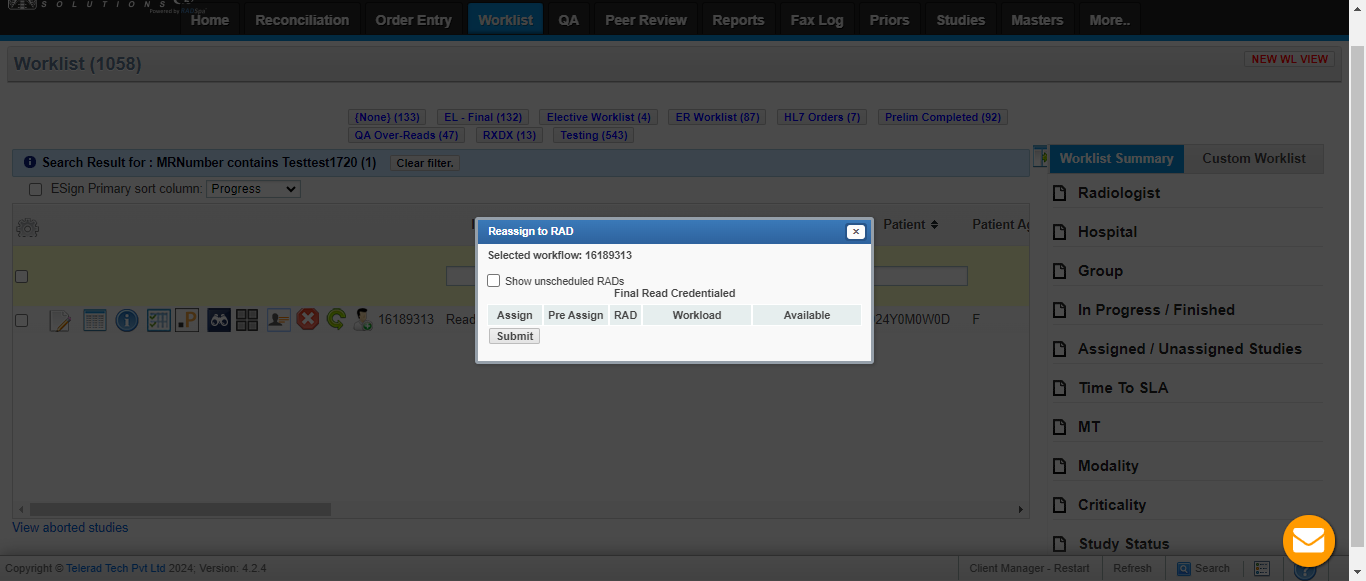 SOLUTIONS
Powered by RADSpa
Home Reconciliation Order Entry Worklist QA Peer Review Reports Fax Log Priors Studies Masters More..
Worklist (1058)
NEW WL VIEW
{None} (133) EL - Final (132) Elective Worklist (4) ER Worklist (87) HL7 Orders (7) Prelim Completed (92)
QA Over-Reads (47) RXDX (13) Testing (543)
Search Result for : MRNumber contains Testtest1720 (1) Clear filter.
ESign Primary sort column: Progress
Patient Patient Ag
Reassign to RAD
Selected workflow: 16189313
Show unscheduled RADs
Final Read Credentialed
Assign Pre Assign RAD Workload Available
Submit
16189313 Read 24Y0M0W0D F
View aborted studies
Worklist Summary Custom Worklist
Radiologist
Hospital
Group
In Progress / Finished
Assigned / Unassigned Studies
Time To SLA
MT
Modality
Criticality
Study Status
Copyright © Telerad Tech Pvt Ltd 2024; Version: 4.2.4
Client Manager - Restart Refresh Search